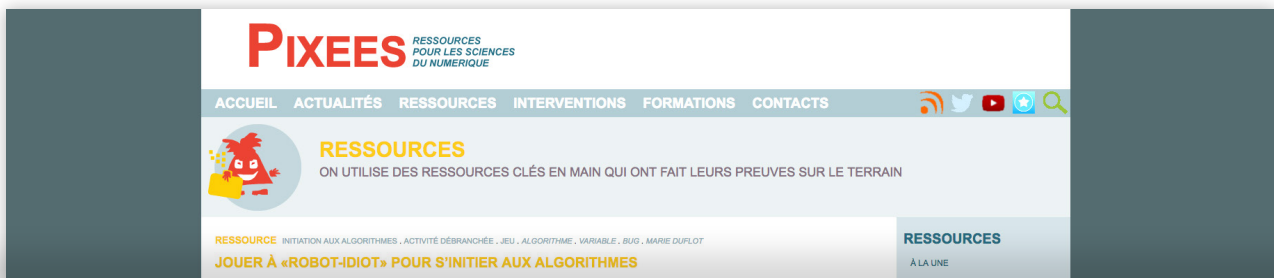 PIXEES
RESSOURCES
POUR LES SCIENCES
DU NUMERIQUE
ACCUEIL ACTUALITÉS RESSOURCES INTERVENTIONS FORMATIONS CONTACTS
RESSOURCES
ON UTILISE DES RESSOURCES CLÉS EN MAIN QUI ONT FAIT LEURS PREUVES SUR LE TERRAIN
RESSOURCE INITIATION AUX ALGORITHMES , ACTIVITÉ DÉBRANCHÉE , JEU , ALGORITHME , VARIABLE , BUG , MARIE DUFLOT
JOUER À «ROBOT-IDIOT» POUR S'INITIER AUX ALGORITHMES
RESSOURCES
À LA UNE